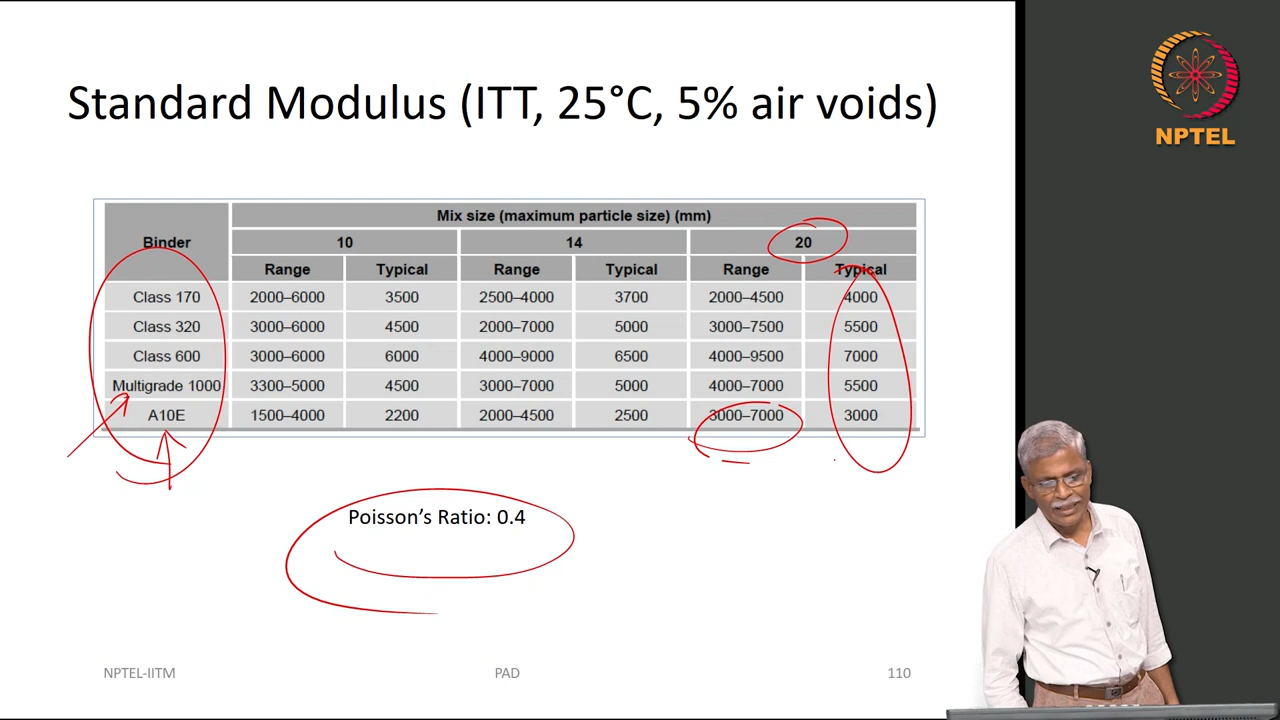 Standard Modulus (ITT, 25°C, 5% air voids)
NPTEL
Mix size (maximum particle size) (mm)
Binder 10 14 20
Range Typical Range Typical Range Typical
Class 170 2000–6000 3500 2500–4000 3700 2000–4500 4000
Class 320 3000–6000 4500 2000–7000 5000 3000–7500 5500
Class 600 3000–6000 6000 4000–9000 6500 4000–9500 7000
Multigrade 1000 3300–5000 4500 3000–7000 5000 4000–7000 5500
A10E 1500–4000 2200 2000–4500 2500 3000–7000 3000
Poisson’s Ratio: 0.4
NPTEL-IITM PAD 110